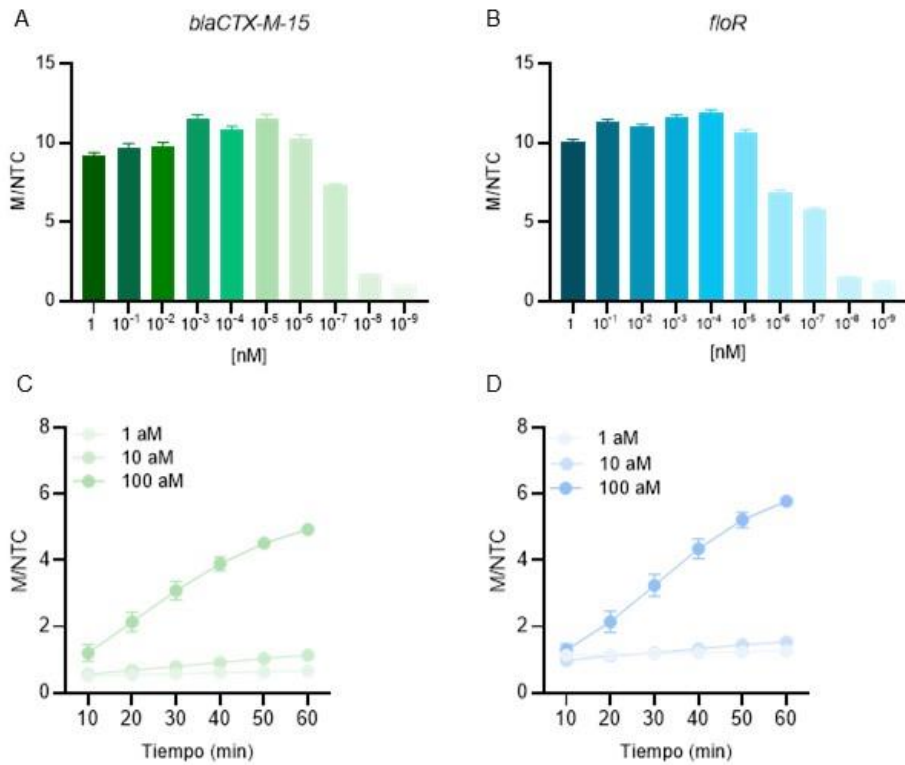 A
blaCTX-M-15
15
10
5
0
M/NTC
1 10⁻¹ 10⁻² 10⁻³ 10⁻⁴ 10⁻⁵ 10⁻⁶ 10⁻⁷ 10⁻⁸ 10⁻⁹
[nM]
B
floR
15
10
5
0
M/NTC
1 10⁻¹ 10⁻² 10⁻³ 10⁻⁴ 10⁻⁵ 10⁻⁶ 10⁻⁷ 10⁻⁸ 10⁻⁹
[nM]
C
8
6
4
2
0
M/NTC
1 aM
10 aM
100 aM
10 20 30 40 50 60
Tiempo (min)
D
8
6
4
2
0
M/NTC
1 aM
10 aM
100 aM
10 20 30 40 50 60
Tiempo (min)